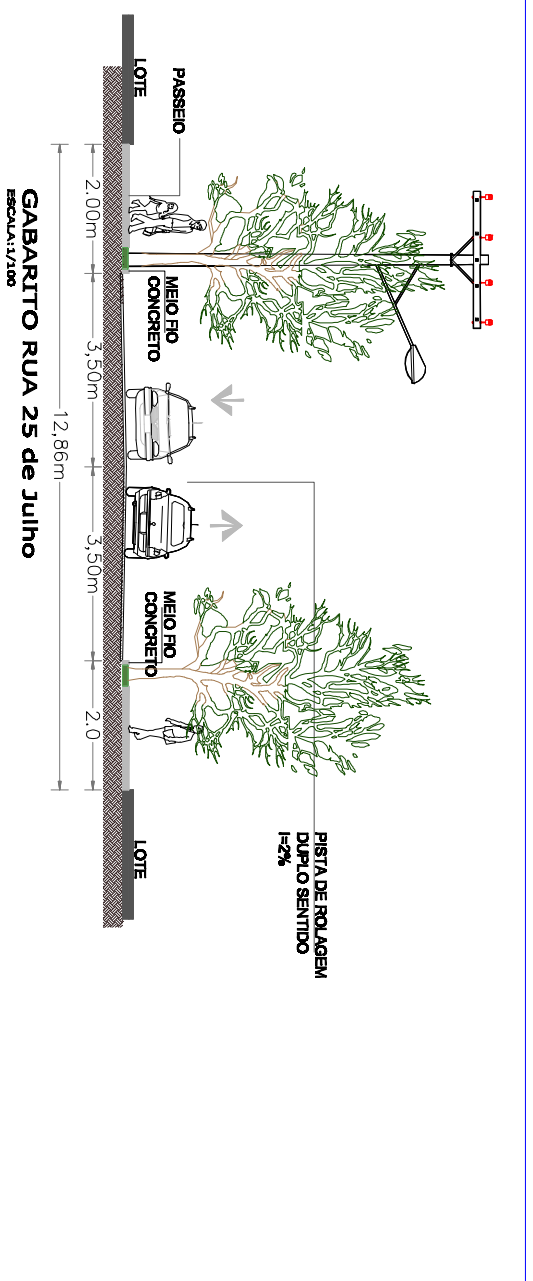 LOTE
PASSEIO
MEIO FIO
CONCRETO
MEIO FIO
CONCRETO
PISTA DE ROLAGEM
DUPLO SENTIDO
I=2%
LOTE
2.00m
3,50m
3,50m
2.0
12,86m
GABARITO RUA 25 de Julho
ESCALA:1/100